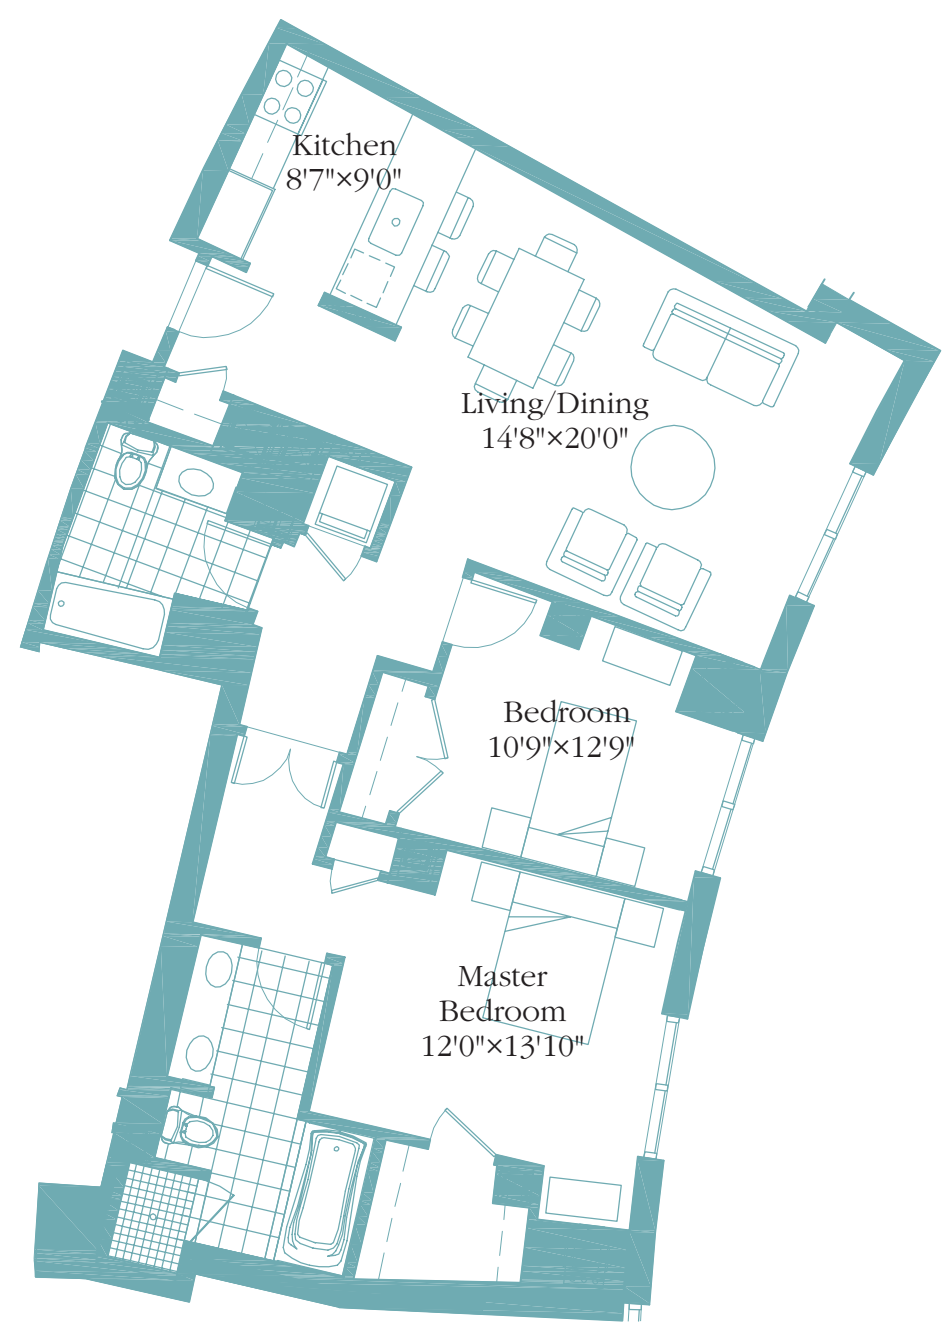 Kitchen
8'7"×9'0"
Living/Dining
14'8"×20'0"
Bedroom
10'9"×12'9"
Master
Bedroom
12'0"×13'10"